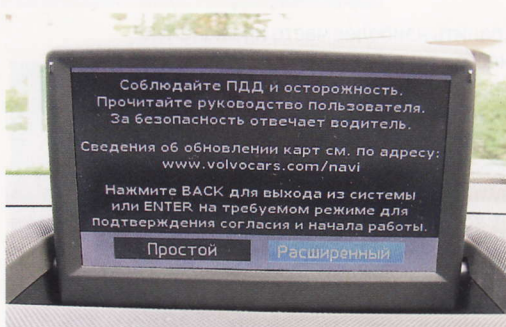 Соблюдайте ПДД и осторожность.
Прочитайте руководство пользователя.
За безопасность отвечает водитель.
Сведения об обновлении карт см. по адресу:
www.volvocars.com/navi
Нажмите BACK для выхода из системы
или ENTER на требуемом режиме для
подтверждения согласия и начала работы.
Простой Расширенный